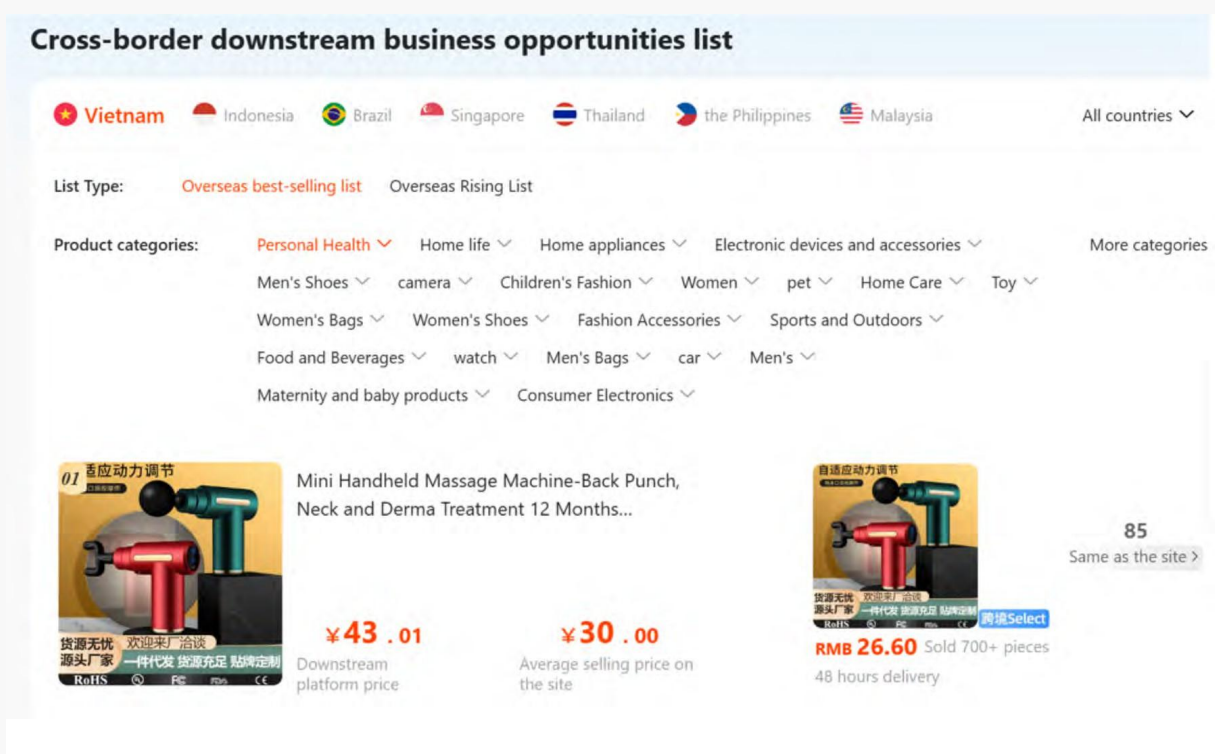 Cross-border downstream business opportunities list
Vietnam Indonesia Brazil Singapore Thailand the Philippines Malaysia All countries
List Type: Overseas best-selling list Overseas Rising List
Product categories: Personal Health Home life Home appliances Electronic devices and accessories More categories
Men's Shoes camera Children's Fashion Women pet Home Care Toy
Women's Bags Women's Shoes Fashion Accessories Sports and Outdoors
Food and Beverages watch Men's Bags car Men's
Maternity and baby products Consumer Electronics
01 适应动力调节
货源无忧 欢迎来厂洽谈
源头厂家 一件代发 货源充足 贴牌定制
RoHS FC FDA CE
Mini Handheld Massage Machine-Back Punch,
Neck and Derma Treatment 12 Months...
¥43.01
Downstream
platform price
¥30.00
Average selling price on
the site
自适应动力调节
货源无忧 欢迎来厂洽谈
源头厂家 一件代发 货源充足 贴牌定制
RoHS FC CE
跨境Select
RMB 26.60 Sold 700+ pieces
48 hours delivery
85
Same as the site >